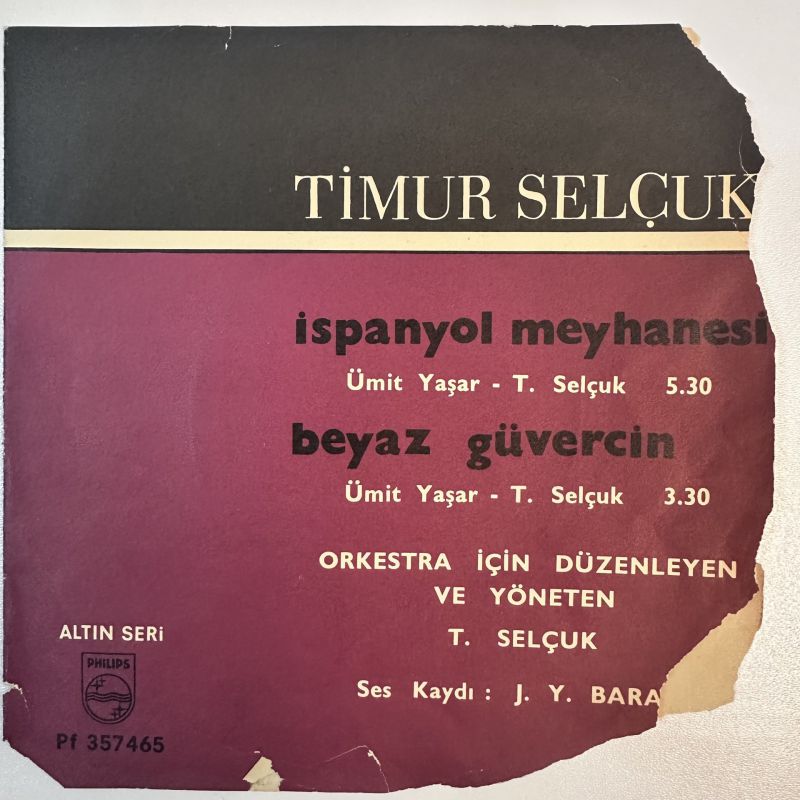 TİMUR SELÇUK
ispanyol meyhanesi
Ümit Yaşar - T. Selçuk 5.30
beyaz güvercin
Ümit Yaşar - T. Selçuk 3.30
ORKESTRA İÇİN DÜZENLEYEN
VE YÖNETEN
T. SELÇUK
Ses Kaydı : J. Y. BARA
ALTIN SERİ
PHILIPS
Pf 357465